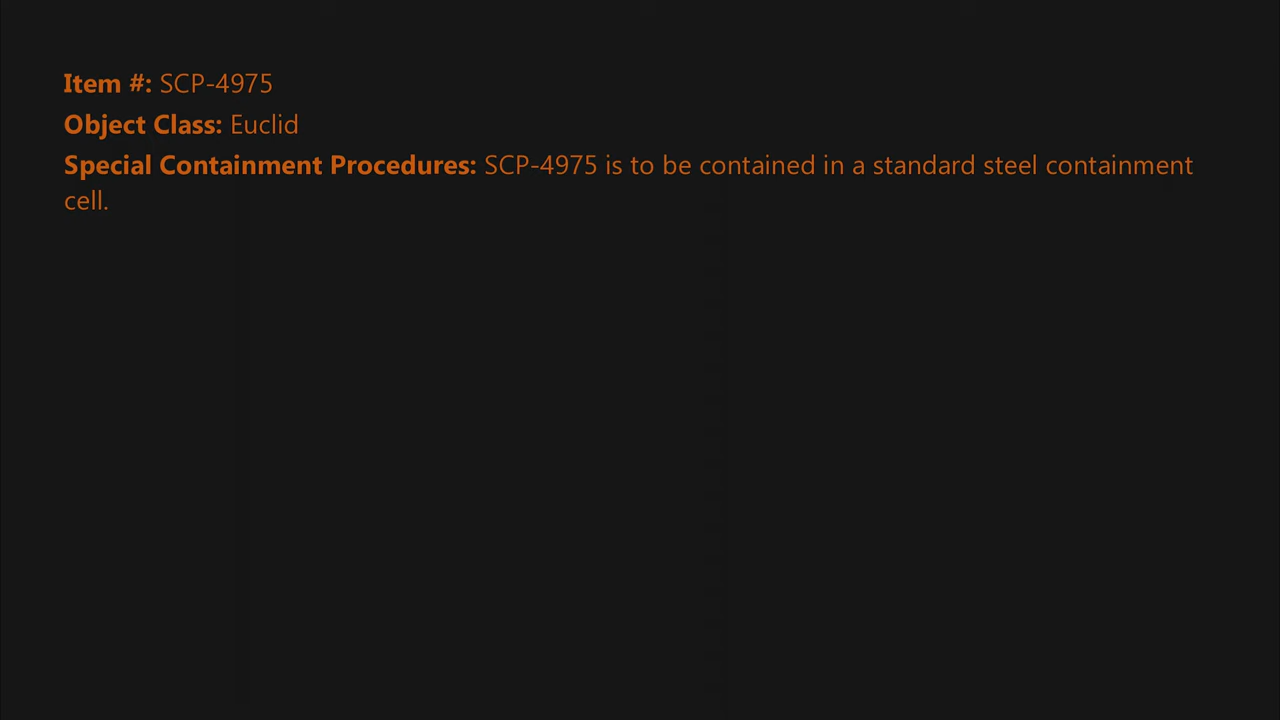 Item #: SCP-4975
Object Class: Euclid
Special Containment Procedures: SCP-4975 is to be contained in a standard steel containment
cell.